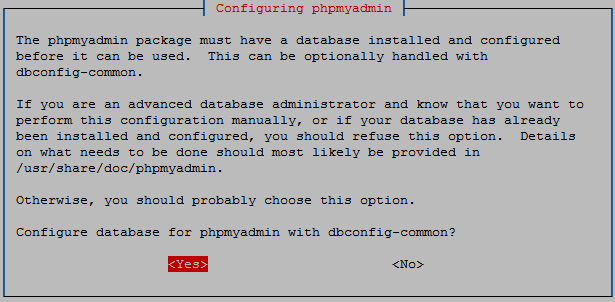 Configuring phpmyadmin
The phpmyadmin package must have a database installed and configured
before it can be used.  This can be optionally handled with
dbconfig-common.
If you are an advanced database administrator and know that you want to
perform this configuration manually, or if your database has already
been installed and configured, you should refuse this option.  Details
on what needs to be done should most likely be provided in
/usr/share/doc/phpmyadmin.
Otherwise, you should probably choose this option.
Configure database for phpmyadmin with dbconfig-common?
<Yes> <No>